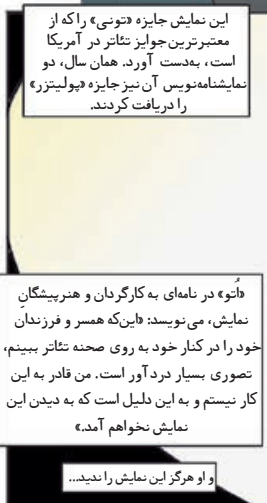 این نمایش جایزه «تونی» را که از
معتبرترین جوایز تئاتر در آمریکا
است، به‌دست آورد. همان سال، دو
نمایشنامه‌نویس آن نیز جایزه «پولیتزر»
را دریافت کردند.
«اُتو» در نامه‌ای به کارگردان و هنرپیشگانِ
نمایش، می‌نویسد: «این‌که همسر و فرزندان
خود را در کنار خود به روی صحنه تئاتر ببینم،
تصوری بسیار دردآور است. من قادر به این
کار نیستم و به این دلیل است که به دیدن این
نمایش نخواهم آمد.»
و او هرگز این نمایش را ندید...